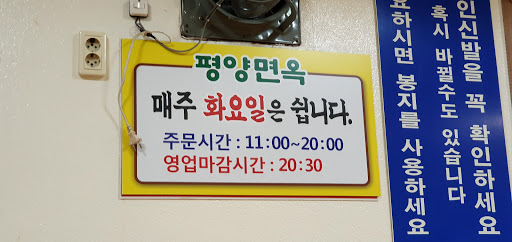 평양면옥
매주 화요일은 쉽니다.
주문시간 : 11:00~20:00
영업마감시간 : 20:30
인신발을 꼭 확인하세요
혹시 바뀔수도 있습니다
요하시면 봉지를 사용하세요